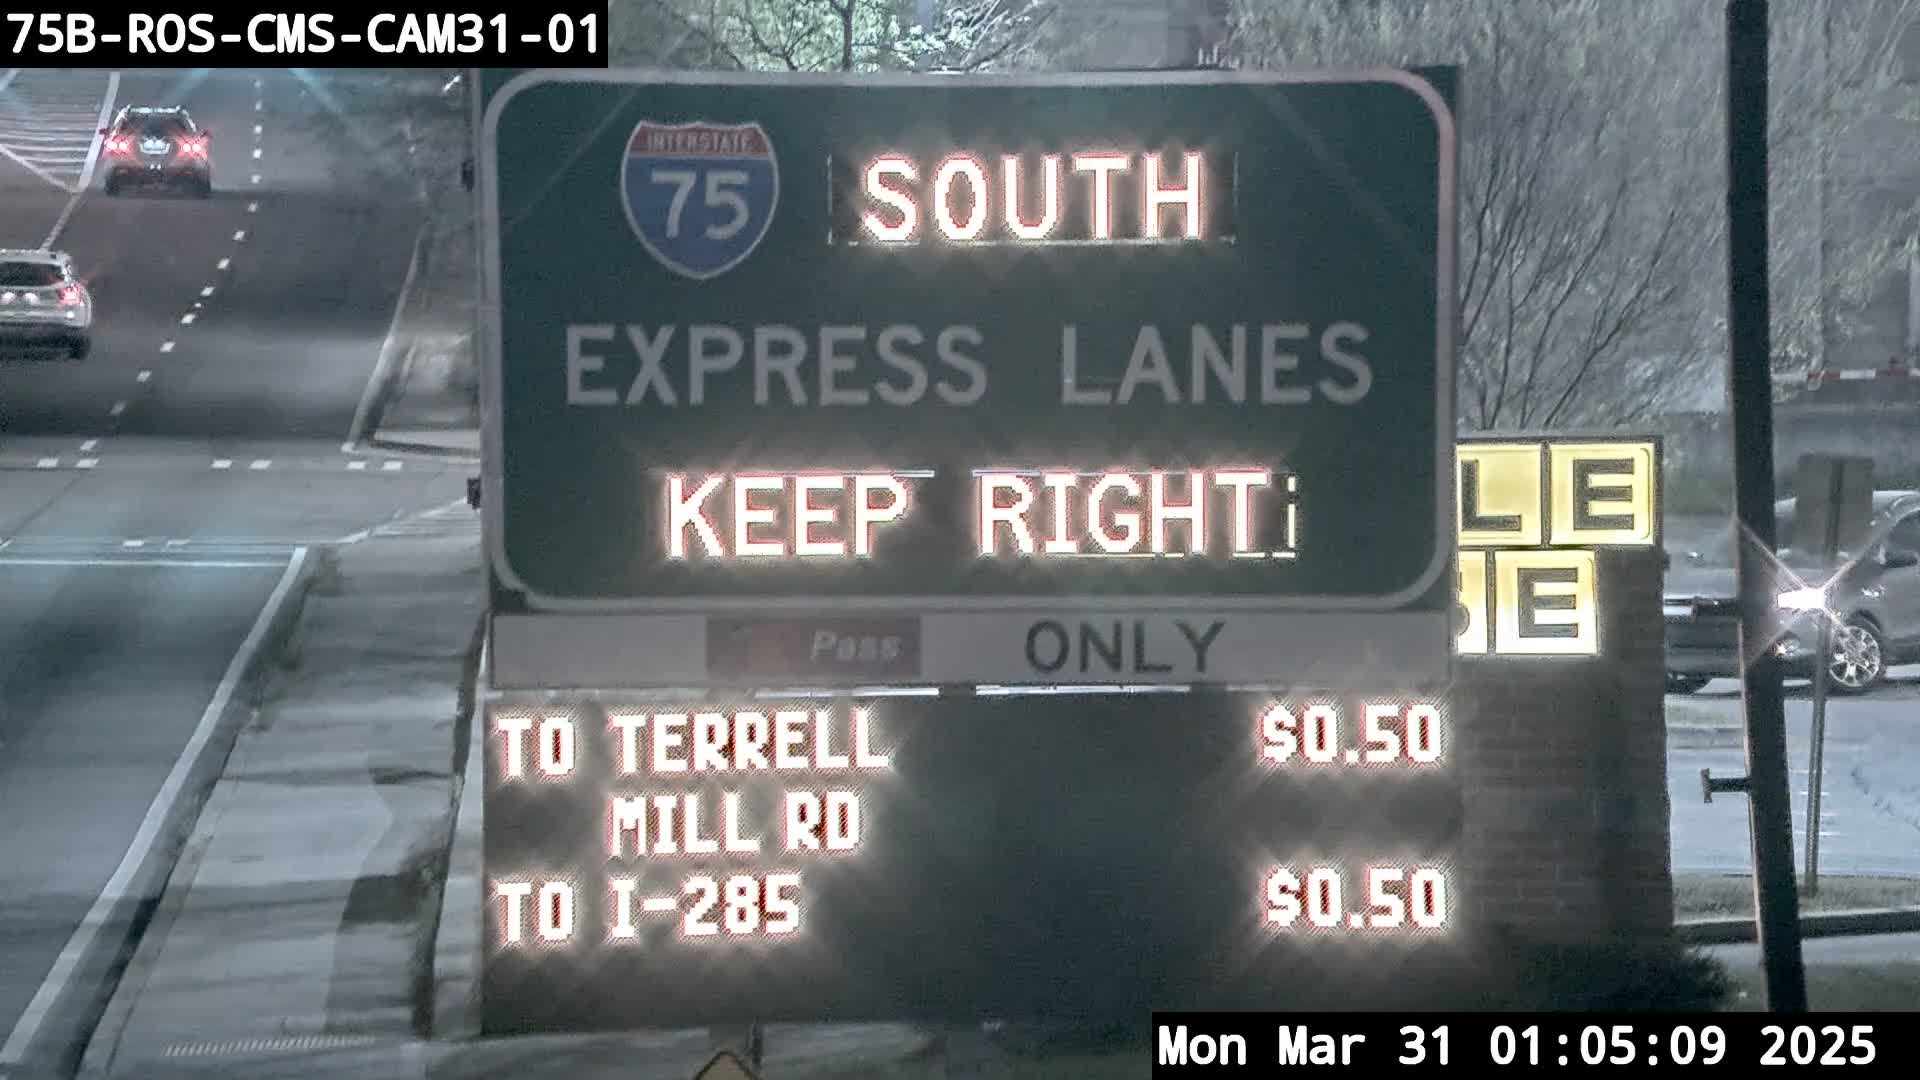 75B-ROS-CMS-CAM31-01
INTERSTATE
75
SOUTH
EXPRESS LANES
KEEP RIGHT
Pass ONLY
TO TERRELL $0.50
MILL RD
TO I-285 $0.50
LE
E
Mon Mar 31 01:05:09 2025